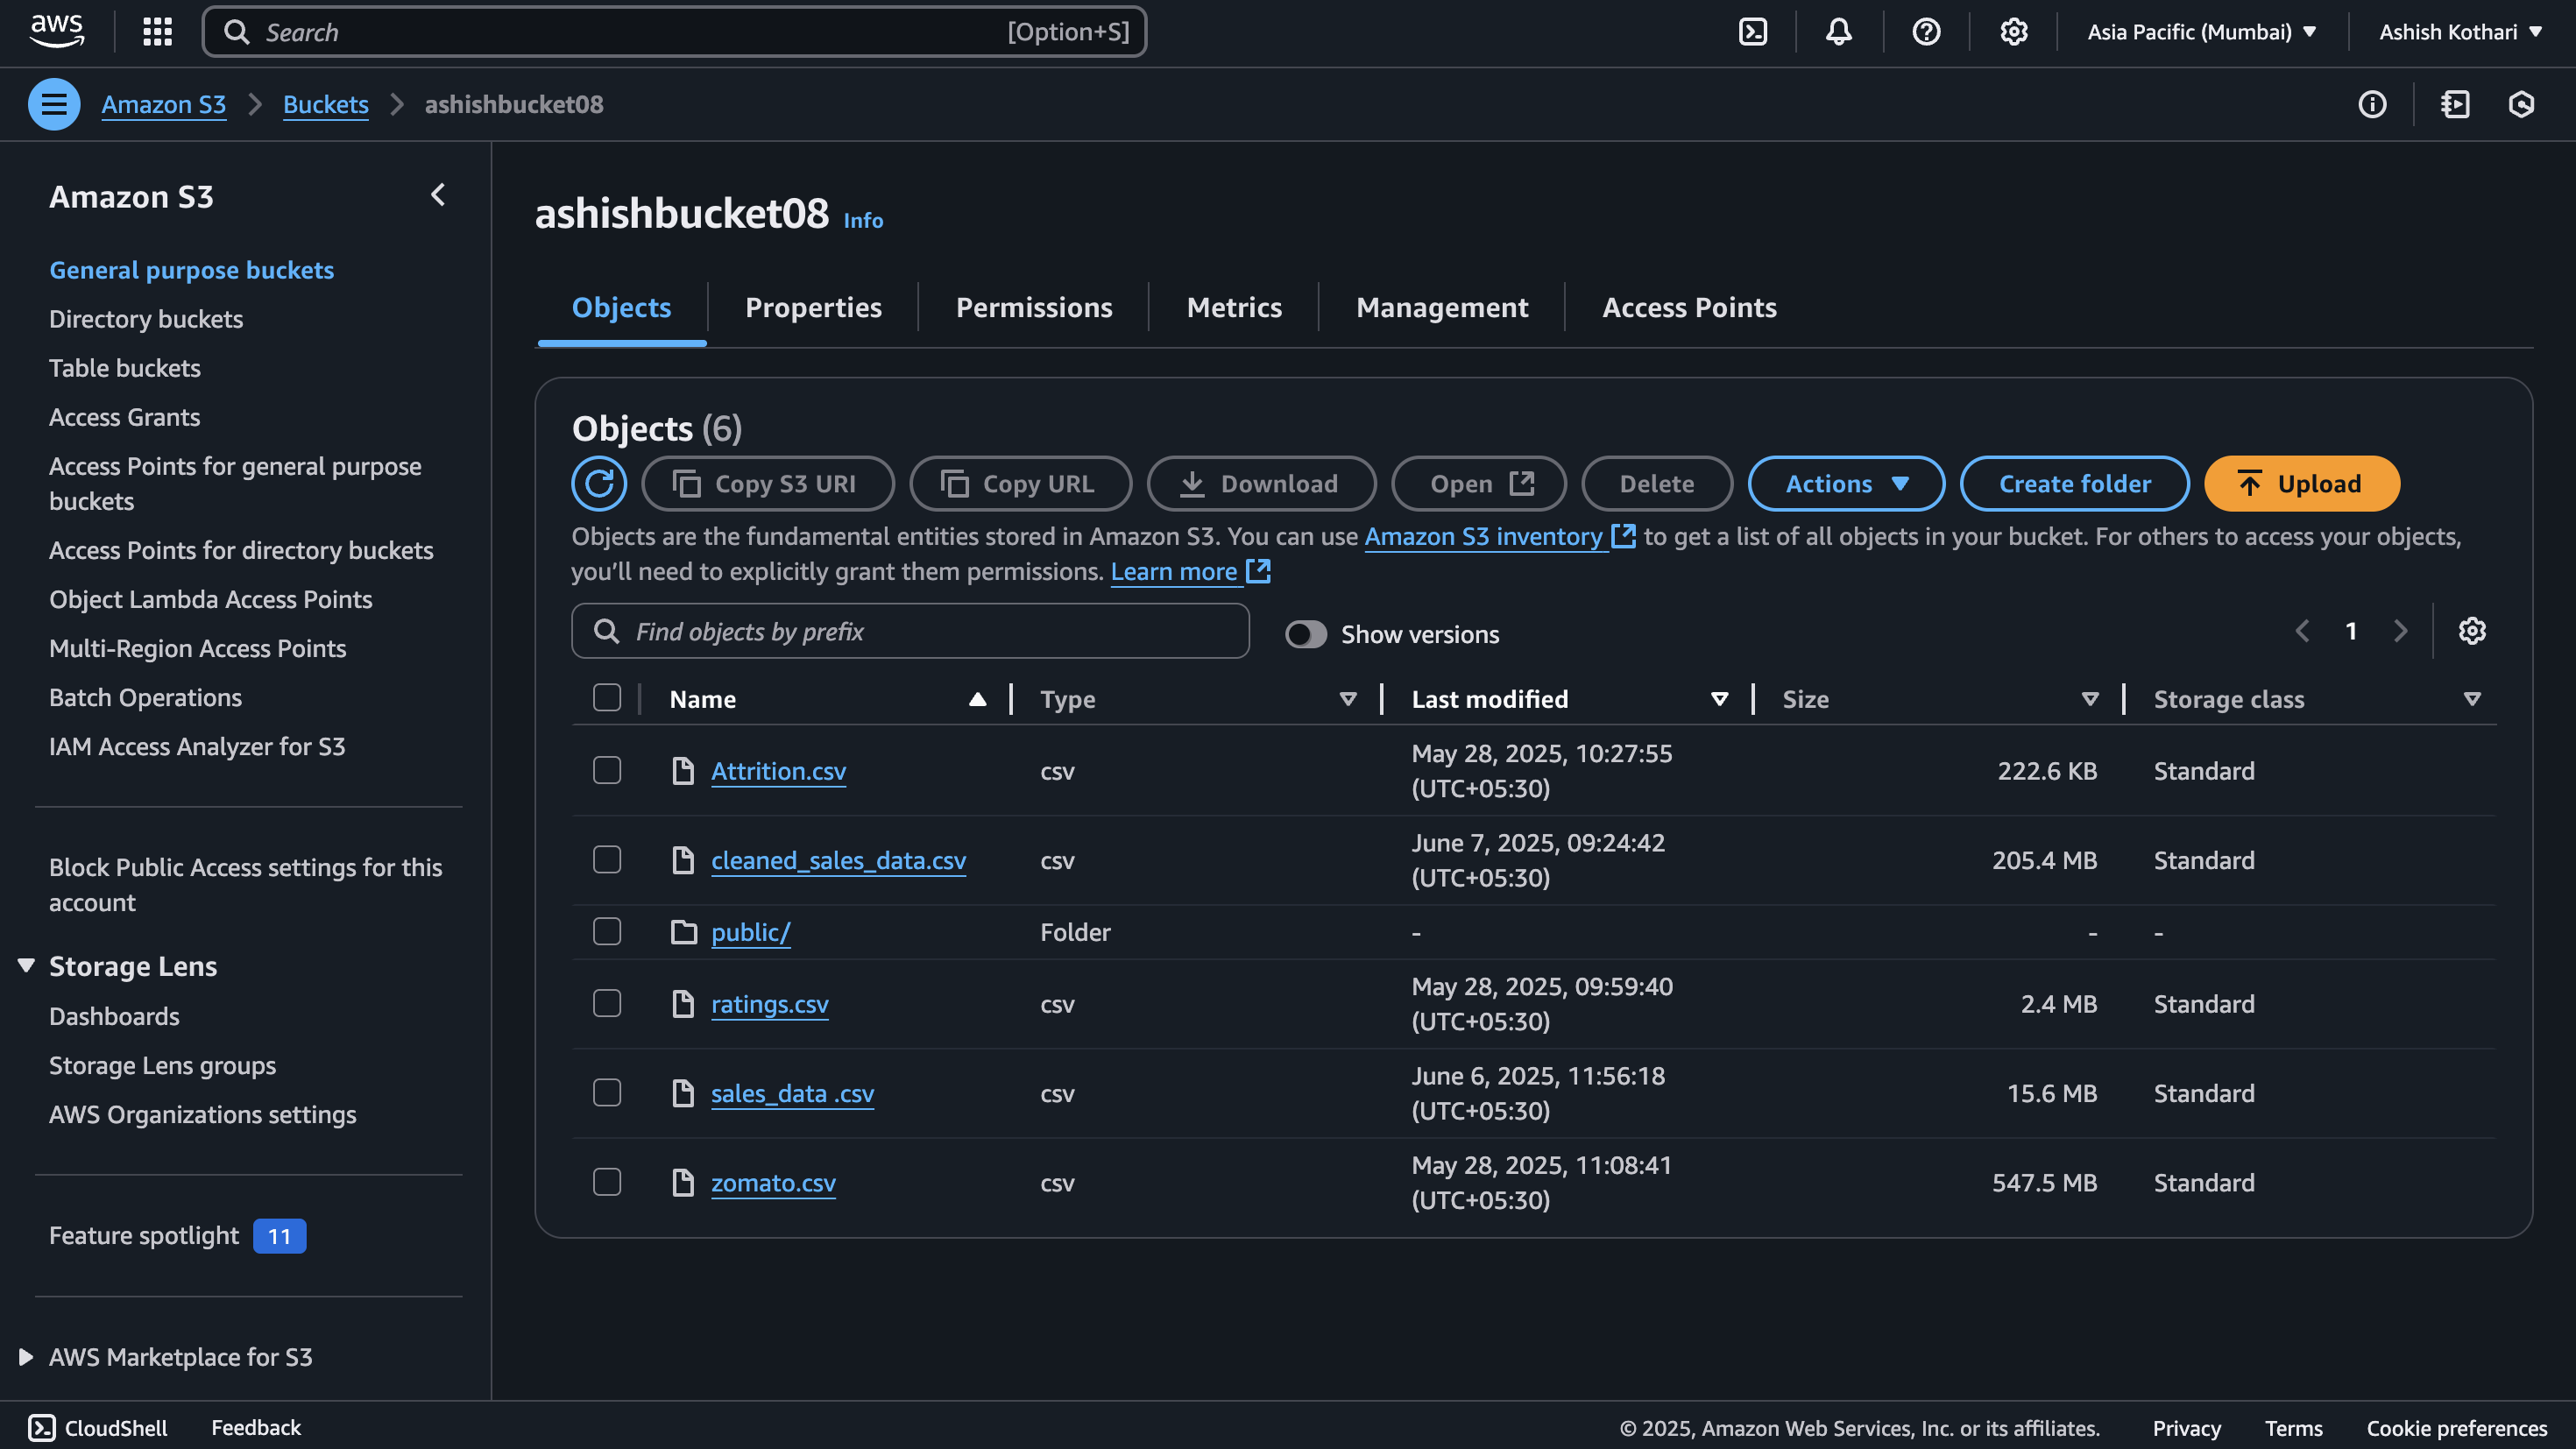 aws
Search [Option+S]
Asia Pacific (Mumbai) Ashish Kothari
Amazon S3 Buckets ashishbucket08
Amazon S3
General purpose buckets
Directory buckets
Table buckets
Access Grants
Access Points for general purpose
buckets
Access Points for directory buckets
Object Lambda Access Points
Multi-Region Access Points
Batch Operations
IAM Access Analyzer for S3
Block Public Access settings for this
account
Storage Lens
Dashboards
Storage Lens groups
AWS Organizations settings
Feature spotlight 11
AWS Marketplace for S3
ashishbucket08 Info
Objects Properties Permissions Metrics Management Access Points
Objects (6)
Copy S3 URI Copy URL Download Open Delete Actions Create folder Upload
Objects are the fundamental entities stored in Amazon S3. You can use Amazon S3 inventory to get a list of all objects in your bucket. For others to access your objects,
you’ll need to explicitly grant them permissions. Learn more
Find objects by prefix Show versions 1
Name Type Last modified Size Storage class
Attrition.csv csv May 28, 2025, 10:27:55 222.6 KB Standard
(UTC+05:30)
cleaned_sales_data.csv csv June 7, 2025, 09:24:42 205.4 MB Standard
(UTC+05:30)
public/ Folder - - -
ratings.csv csv May 28, 2025, 09:59:40 2.4 MB Standard
(UTC+05:30)
sales_data .csv csv June 6, 2025, 11:56:18 15.6 MB Standard
(UTC+05:30)
zomato.csv csv May 28, 2025, 11:08:41 547.5 MB Standard
(UTC+05:30)
CloudShell Feedback © 2025, Amazon Web Services, Inc. or its affiliates. Privacy Terms Cookie preferences